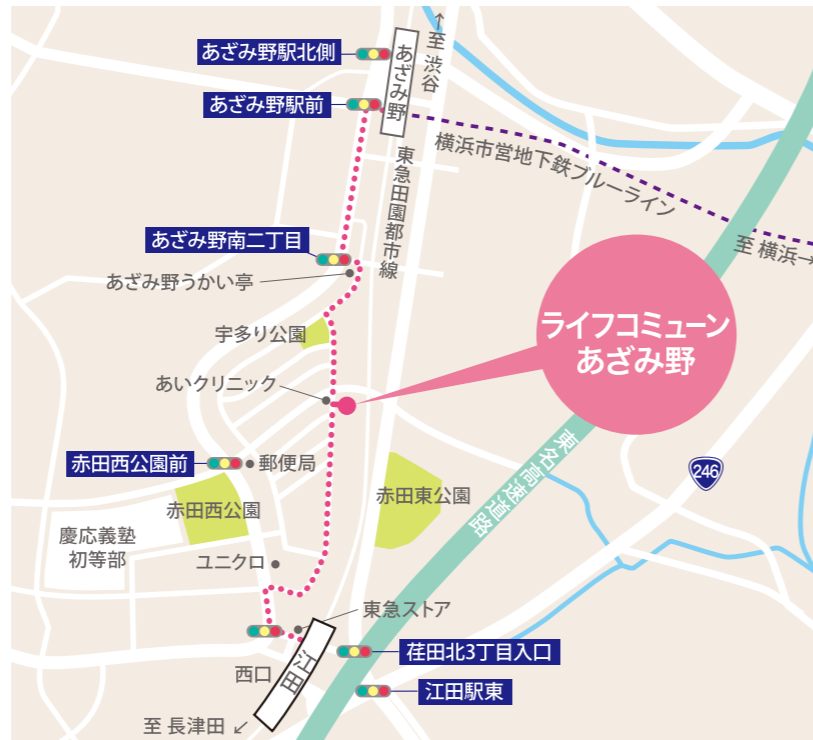 ↑至 渋谷
あざみ野駅北側
あざみ野
あざみ野駅前
横浜市営地下鉄ブルーライン
東急田園都市線
至 横浜→
あざみ野南二丁目
あざみ野うかい亭
宇多り公園
ライフコミューン
あざみ野
あいクリニック
東名高速道路
赤田西公園前
郵便局
246
赤田西公園
赤田東公園
慶応義塾
初等部
ユニクロ
東急ストア
荏田北3丁目入口
西口
江田
江田駅東
至 長津田 ↙